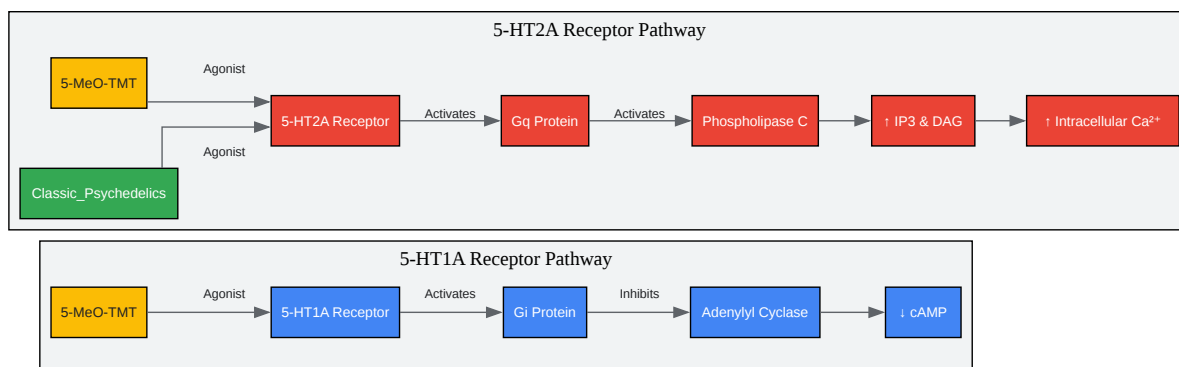 5-HT2A Receptor Pathway
5-MeO-TMT
Agonist
5-HT2A Receptor
Activates
Gq Protein
Activates
Phospholipase C
↑ IP3 & DAG
↑ Intracellular Ca²⁺
Agonist
Classic_Psychedelics
5-HT1A Receptor Pathway
5-MeO-TMT
Agonist
5-HT1A Receptor
Activates
Gi Protein
Inhibits
Adenylyl Cyclase
↓ cAMP